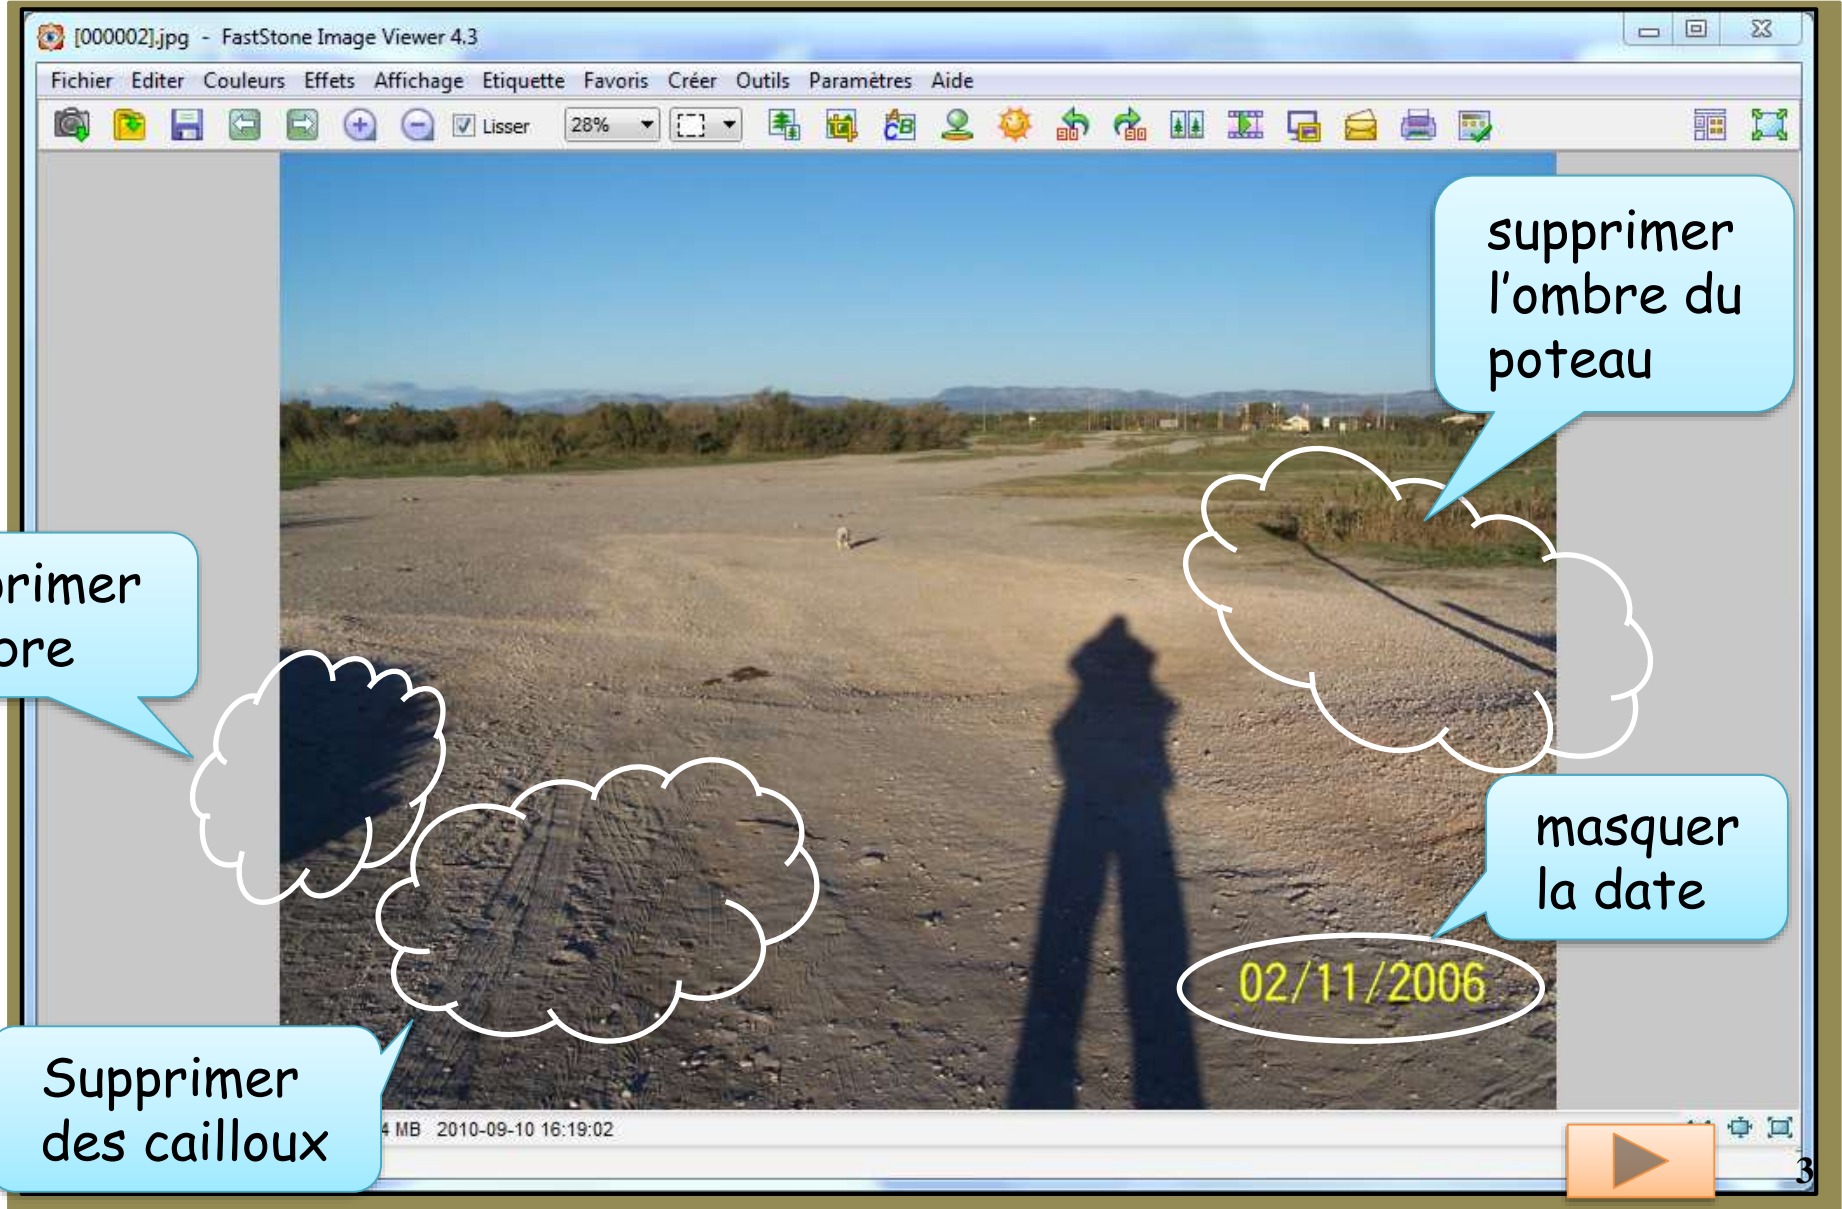 [000002].jpg - FastStone Image Viewer 4.3
Fichier Editer Couleurs Effets Affichage Etiquette Favoris Créer Outils Paramètres Aide
Lisser 28%
supprimer
l'ombre du
poteau
masquer
la date
02/11/2006
Supprimer
des cailloux
MB 2010-09-10 16:19:02
3